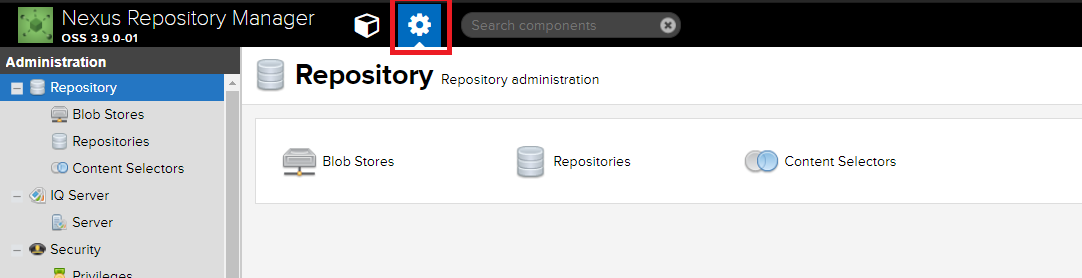 Nexus Repository Manager
OSS 3.9.0-01
Search components
Administration
Repository
Blob Stores
Repositories
Content Selectors
IQ Server
Server
Security
Privileges
Repository Repository administration
Blob Stores Repositories Content Selectors